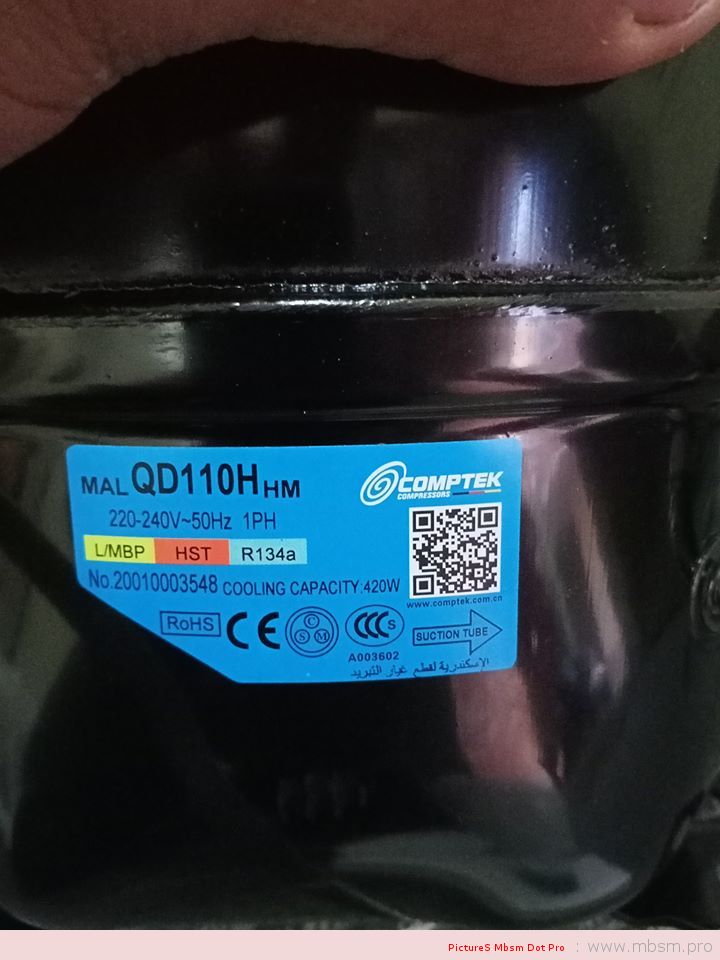 MAL QD110H HM
COMPTEK
COMPRESSORS
220-240V~50Hz 1PH
L/MBP HST R134a
No.20010003548 COOLING CAPACITY:420W
www.comptek.com.cn
RoHS CE C S M CCC S
SUCTION TUBE
A003602
الإسكندرية لقطع غيار التبريد
PictureS Mbsm Dot Pro : www.mbsm.pro